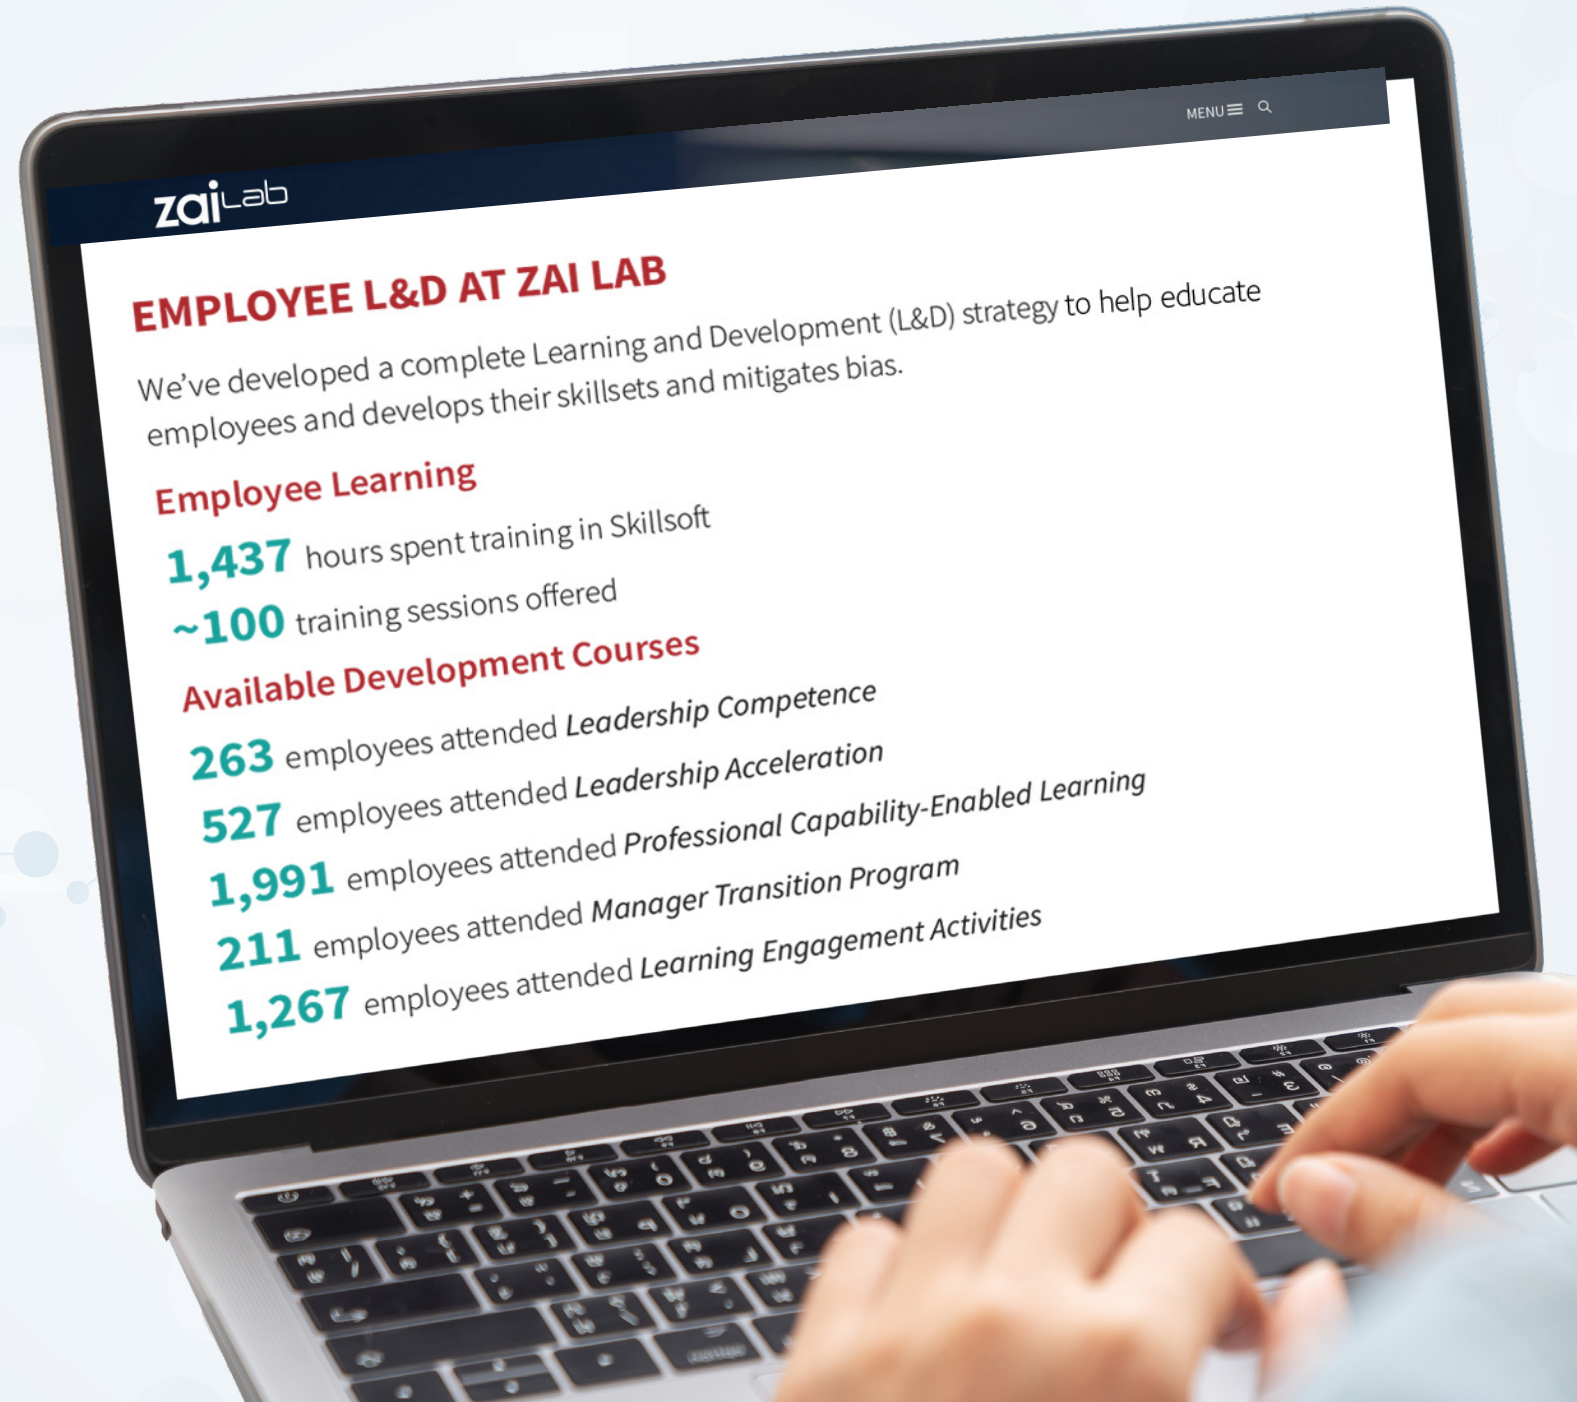 zaiLab
MENU
EMPLOYEE L&D AT ZAI LAB
We’ve developed a complete Learning and Development (L&D) strategy to help educate
employees and develops their skillsets and mitigates bias.
Employee Learning
1,437 hours spent training in Skillsoft
~100 training sessions offered
Available Development Courses
263 employees attended Leadership Competence
527 employees attended Leadership Acceleration
1,991 employees attended Professional Capability-Enabled Learning
211 employees attended Manager Transition Program
1,267 employees attended Learning Engagement Activities